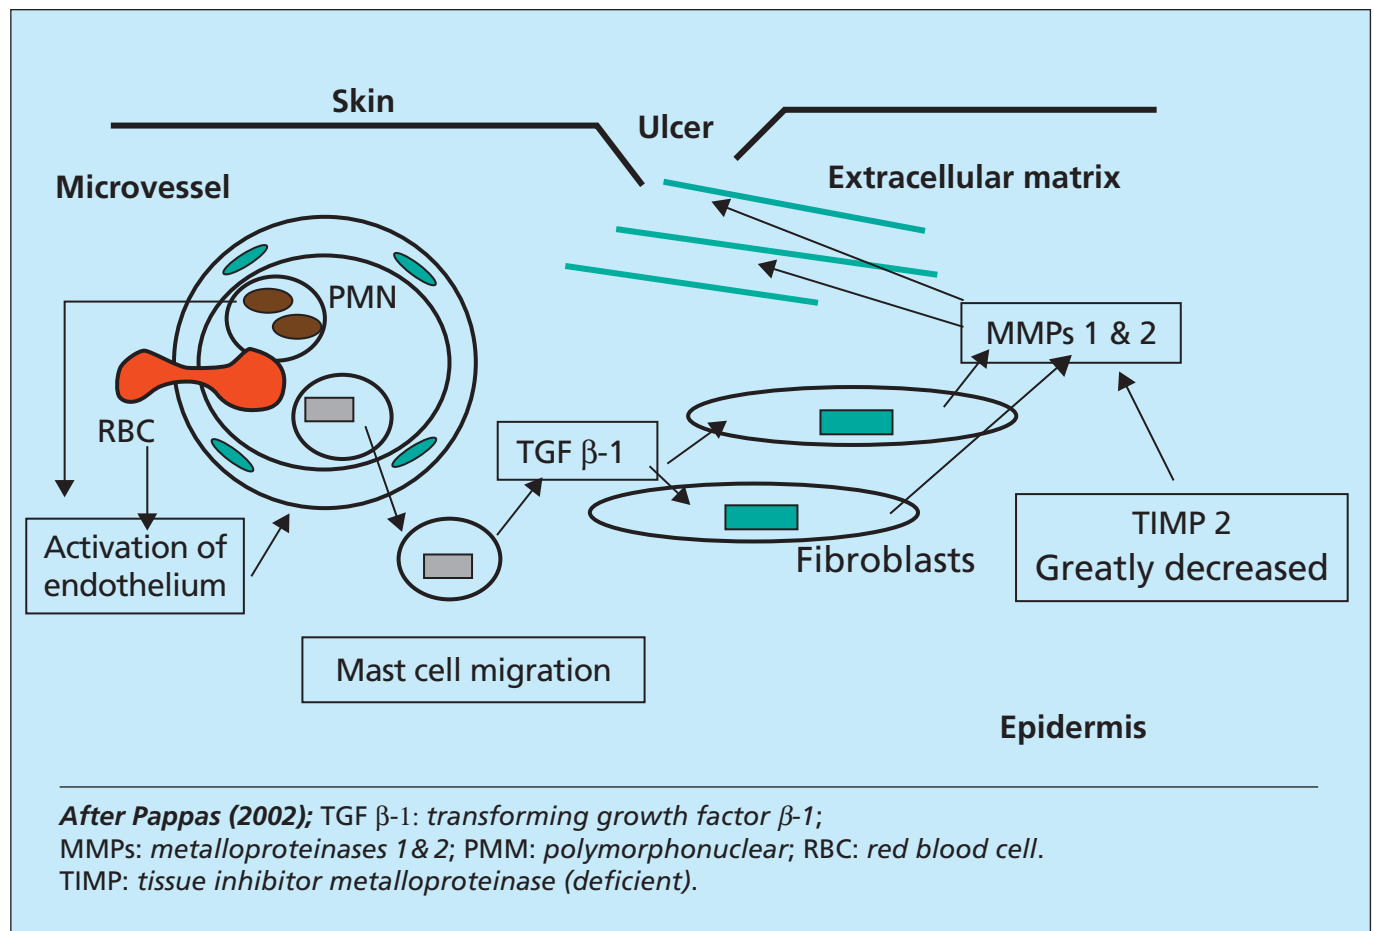 Skin
Ulcer
Microvessel
Extracellular matrix
PMN
MMPs 1 & 2
RBC
TGF β-1
Activation of
endothelium
Fibroblasts
TIMP 2
Greatly decreased
Mast cell migration
Epidermis
After Pappas (2002); TGF β-1: transforming growth factor β-1;
MMPs: metalloproteinases 1&2; PMM: polymorphonuclear; RBC: red blood cell.
TIMP: tissue inhibitor metalloproteinase (deficient).